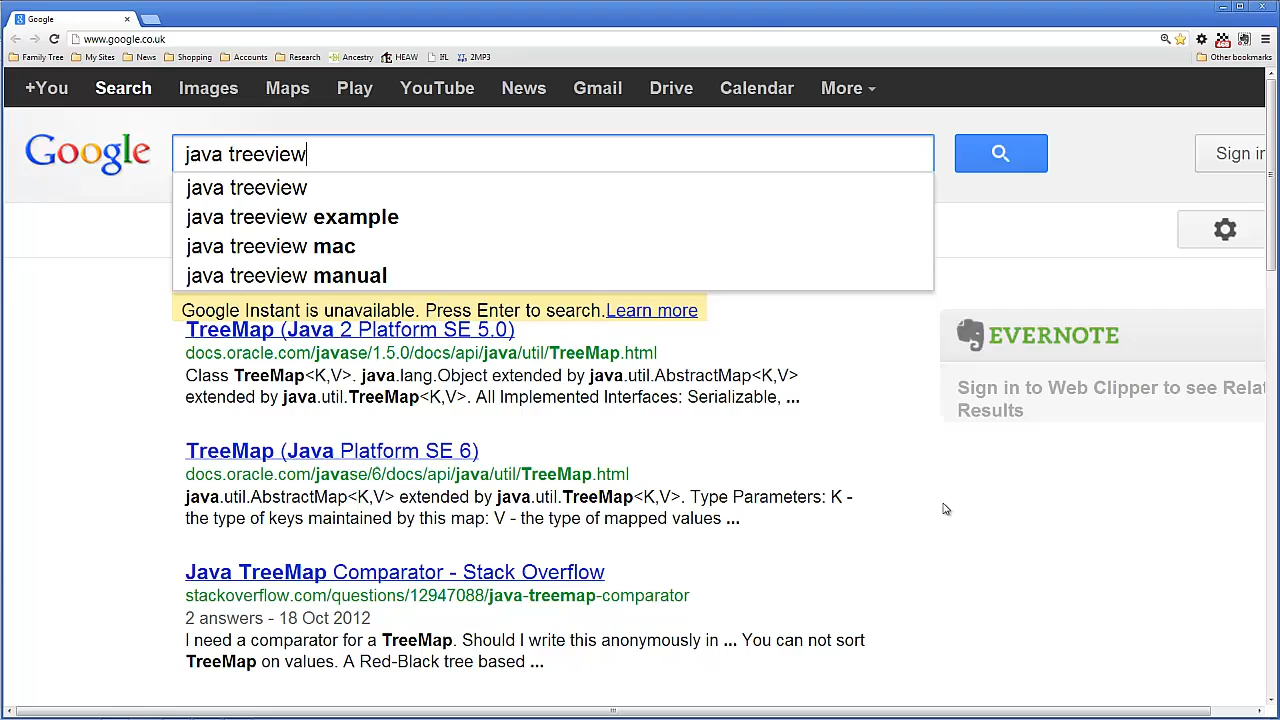 Google
www.google.co.uk
Family Tree My Sites News Shopping Accounts Research Ancestry HEAW IfL 2MP3 Other bookmarks
+You Search Images Maps Play YouTube News Gmail Drive Calendar More
Google java treeview Sign in
java treeview
java treeview example
java treeview mac
java treeview manual
Google Instant is unavailable. Press Enter to search. Learn more
TreeMap (Java 2 Platform SE 5.0)
docs.oracle.com/javase/1.5.0/docs/api/java/util/TreeMap.html
Class TreeMap<K,V>. java.lang.Object extended by java.util.AbstractMap<K,V>
extended by java.util.TreeMap<K,V>. All Implemented Interfaces: Serializable, ...
EVERNOTE
Sign in to Web Clipper to see Rela
Results
TreeMap (Java Platform SE 6)
docs.oracle.com/javase/6/docs/api/java/util/TreeMap.html
java.util.AbstractMap<K,V> extended by java.util.TreeMap<K,V>. Type Parameters: K -
the type of keys maintained by this map: V - the type of mapped values ...
Java TreeMap Comparator - Stack Overflow
stackoverflow.com/questions/12947088/java-treemap-comparator
2 answers - 18 Oct 2012
I need a comparator for a TreeMap. Should I write this anonymously in ... You can not sort
TreeMap on values. A Red-Black tree based ...